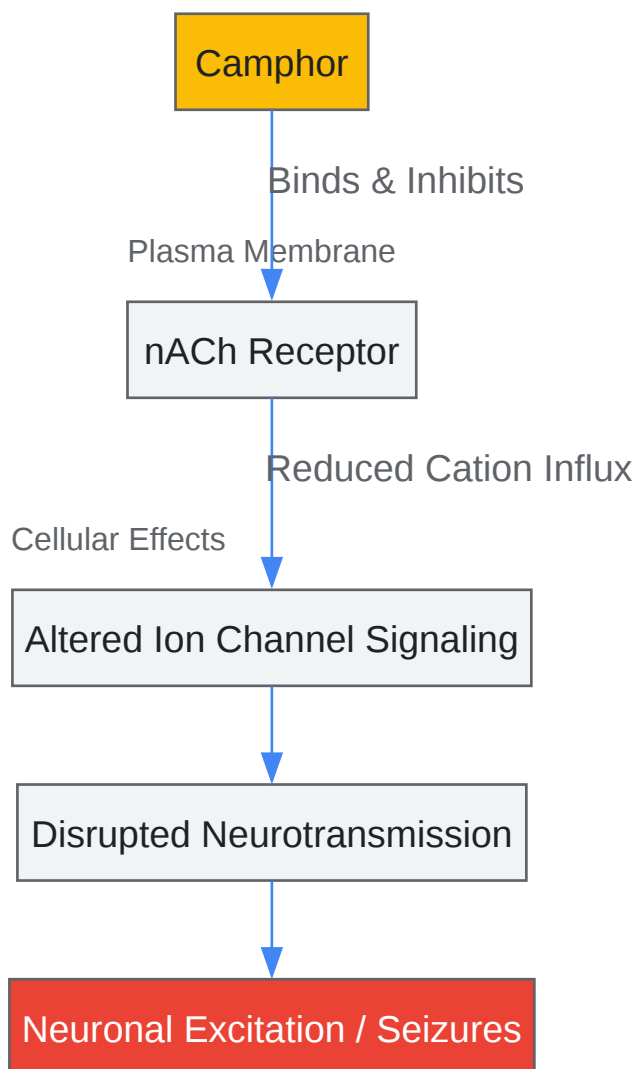 Camphor
Binds & Inhibits
Plasma Membrane
nACh Receptor
Reduced Cation Influx
Cellular Effects
Altered Ion Channel Signaling
Disrupted Neurotransmission
Neuronal Excitation / Seizures